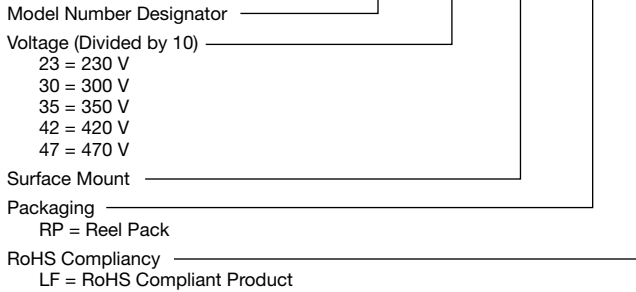 Model Number Designator
Voltage (Divided by 10)
23 = 230 V
30 = 300 V
35 = 350 V
42 = 420 V
47 = 470 V
Surface Mount
Packaging
RP = Reel Pack
RoHS Compliancy
LF = RoHS Compliant Product